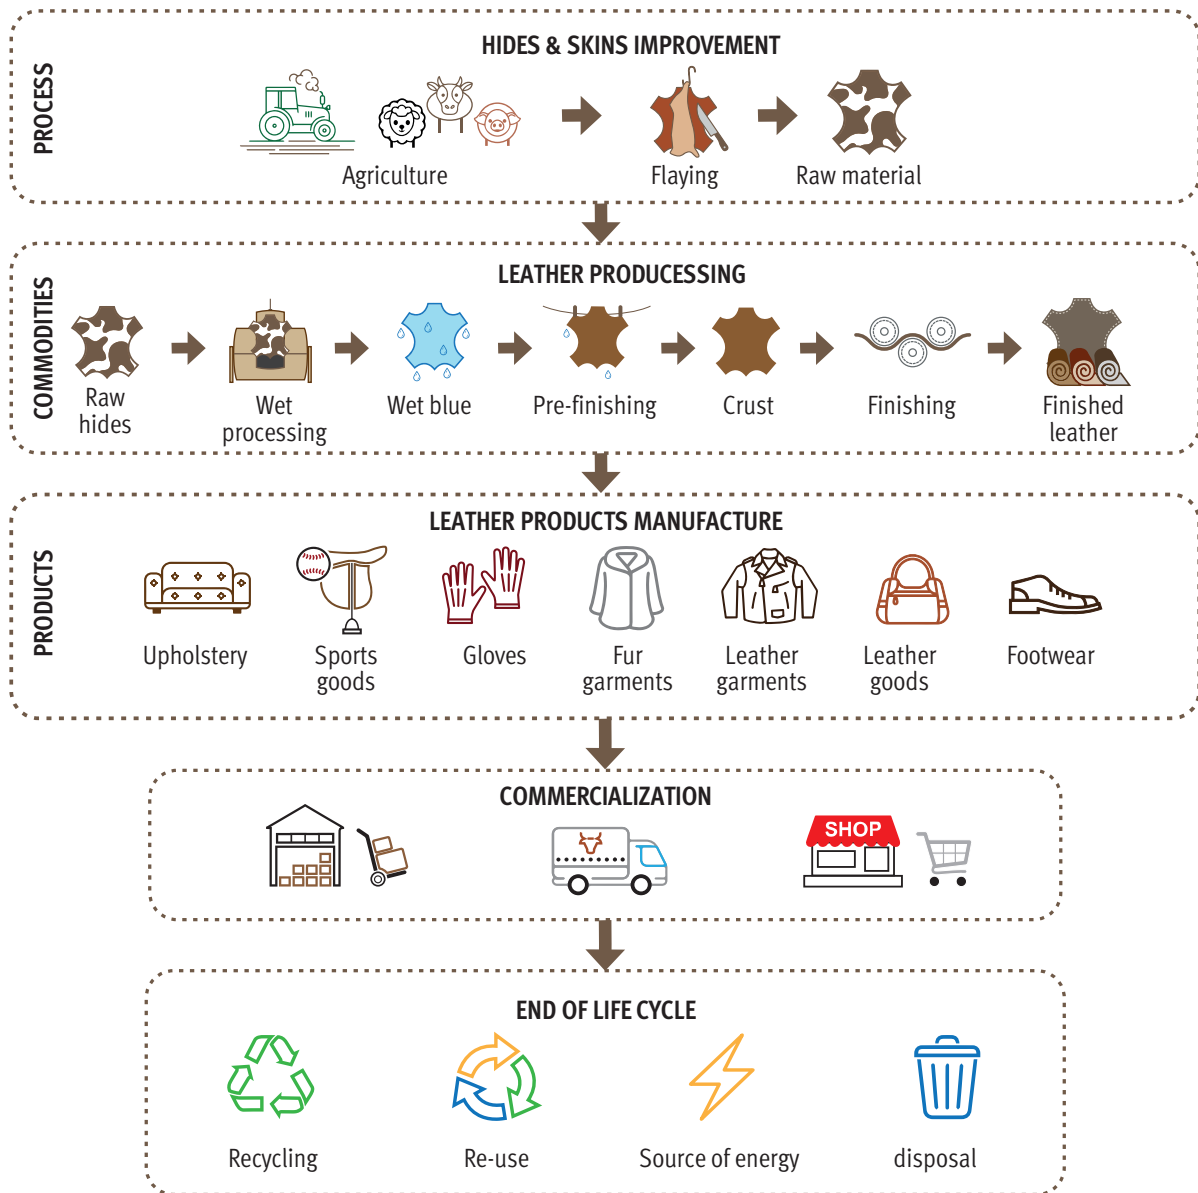 PROCESS
HIDES & SKINS IMPROVEMENT
Agriculture
Flaying
Raw material
COMMODITIES
LEATHER PRODUCESSING
Raw
hides
Wet
processing
Wet blue
Pre-finishing
Crust
Finishing
Finished
leather
PRODUCTS
LEATHER PRODUCTS MANUFACTURE
Upholstery
Sports
goods
Gloves
Fur
garments
Leather
garments
Leather
goods
Footwear
COMMERCIALIZATION
SHOP
END OF LIFE CYCLE
Recycling
Re-use
Source of energy
disposal